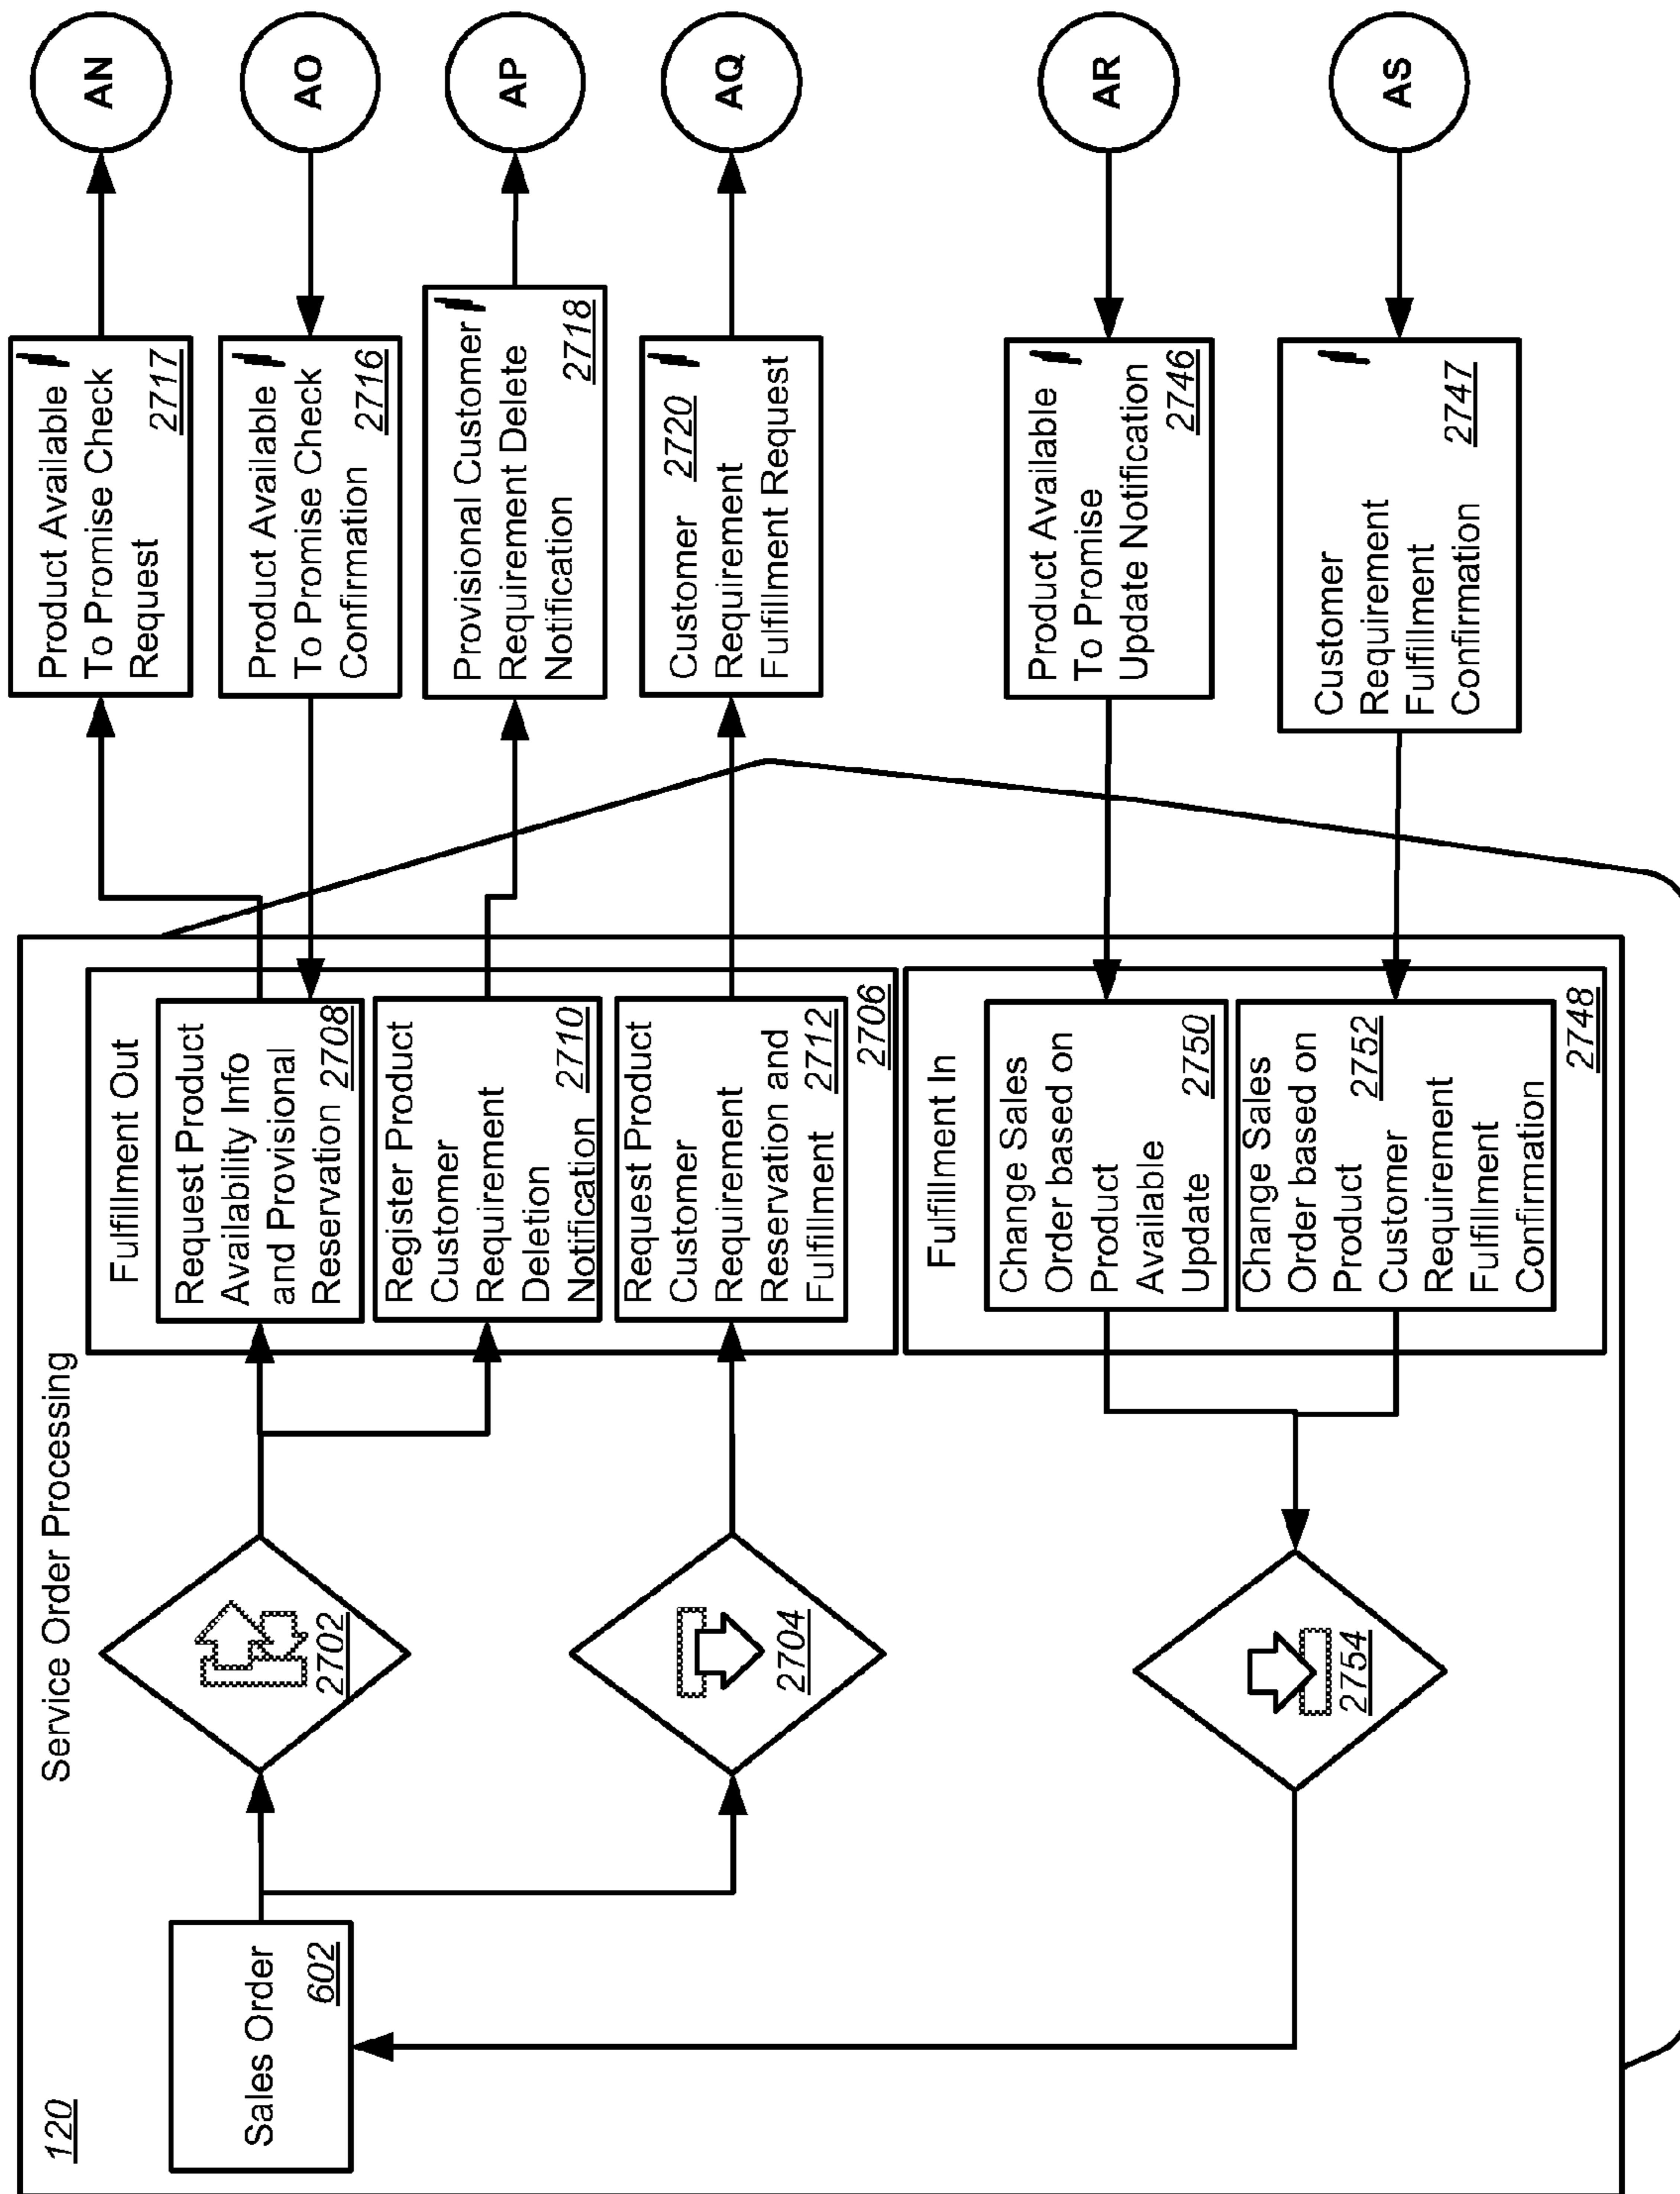 120
Service Order Processing
Sales Order
602
2702
2704
2754
Fulfillment Out
Request Product
Availability Info
and Provisional
Reservation 2708
Register Product
Customer
Requirement
Deletion
Notification 2710
Request Product
Customer
Requirement
Reservation and
Fulfillment 2712
2706
Fulfillment In
Change Sales
Order based on
Product
Available
Update 2750
Change Sales
Order based on
Product 2752
Customer
Requirement
Fulfillment
Confirmation
2748
Product Available
To Promise Check
Request 2717
Product Available
To Promise Check
Confirmation 2716
Provisional Customer
Requirement Delete
Notification 2718
Customer 2720
Requirement
Fulfillment Request
Product Available
To Promise
Update Notification
2746
Customer
Requirement
Fulfillment
Confirmation 2747
AN
AO
AP
AQ
AR
AS